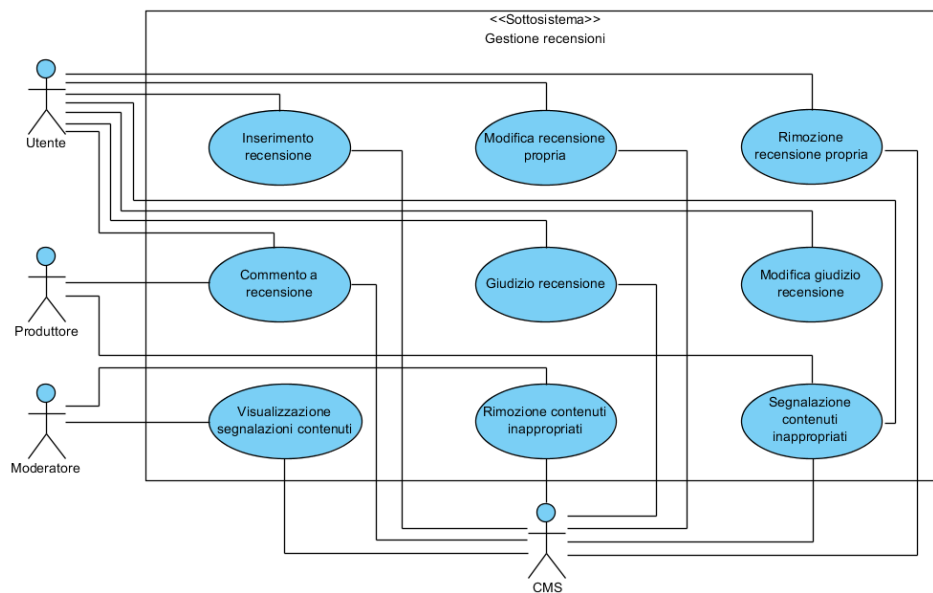 <<Sottosistema>>
Gestione recensioni
Utente
Inserimento
recensione
Modifica recensione
propria
Rimozione
recensione propria
Produttore
Commento a
recensione
Giudizio recensione
Modifica giudizio
recensione
Moderatore
Visualizzazione
segnalazioni contenuti
Rimozione contenuti
inappropriati
Segnalazione
contenuti
inappropriati
CMS